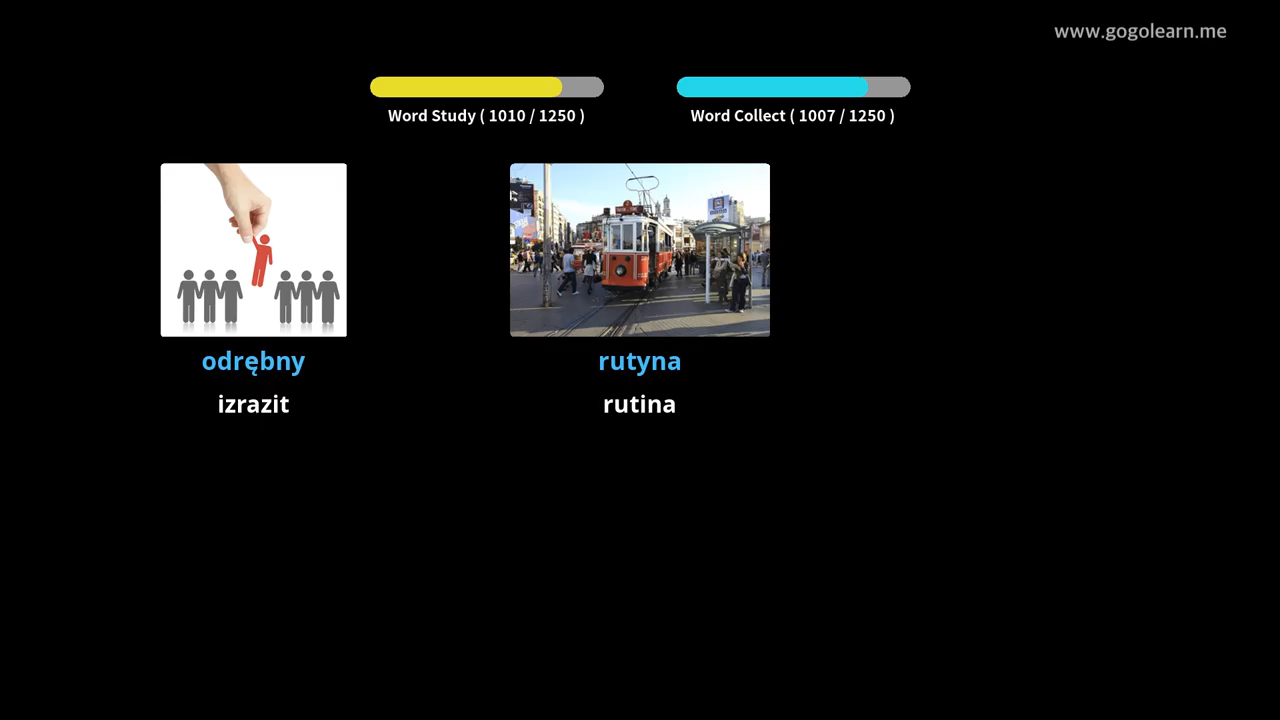 www.gogolearn.me
Word Study ( 1010 / 1250 )
Word Collect ( 1007 / 1250 )
odrębny
rutyna
izrazit
rutina